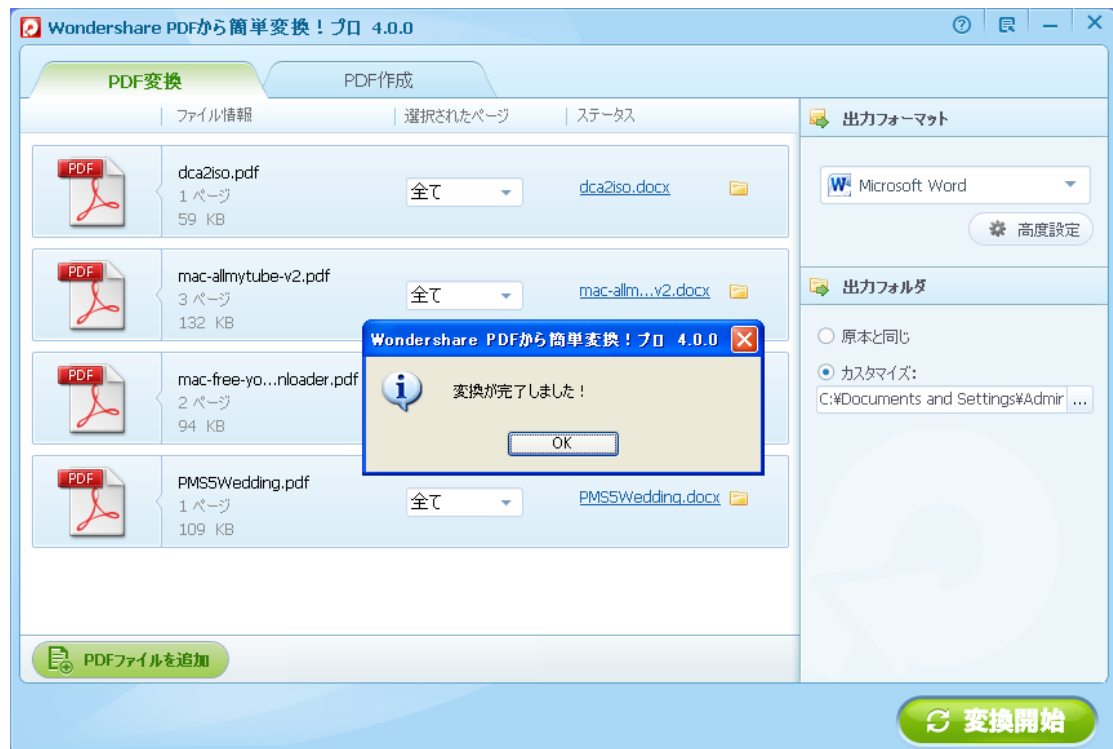 Wondershare PDFから簡単変換！プロ 4.0.0
PDF変換
PDF作成
ファイル情報
選択されたページ
ステータス
PDF
dca2iso.pdf
1 ページ
59 KB
全て
dca2iso.docx
PDF
mac-allmytube-v2.pdf
3 ページ
132 KB
全て
mac-allm...v2.docx
PDF
mac-free-yo...nloader.pdf
2 ページ
94 KB
PDF
PMS5Wedding.pdf
1 ページ
109 KB
全て
PMS5Wedding.docx
Wondershare PDFから簡単変換！プロ 4.0.0
変換が完了しました！
OK
PDFファイルを追加
出力フォーマット
Microsoft Word
高度設定
出力フォルダ
原本と同じ
カスタマイズ:
C:¥Documents and Settings¥Admir
...
変換開始